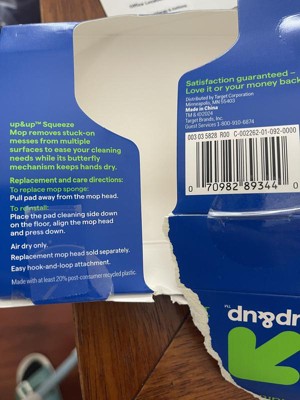 up&up™ Squeeze
Mop removes stuck-on
messes from multiple
surfaces to ease your cleaning
needs while its butterfly
mechanism keeps hands dry.
Replacement and care directions:
To replace mop sponge:
Pull pad away from the mop head.
To reinstall:
Place the pad cleaning side down
on the floor, align the mop head
and press down.
Air dry only.
Replacement mop head sold separately.
Easy hook-and-loop attachment.
Made with at least 20% post-consumer recycled plastic.
Satisfaction guaranteed –
Love it or your money back
Distributed by Target Corporation
Minneapolis, MN 55403
Made in China
TM & ©2024
Target Brands, Inc.
Guest Services 1-800-910-6874
003 03 5828 R00 C-002262-01-092-0000
0 70982 89344 0
up&up